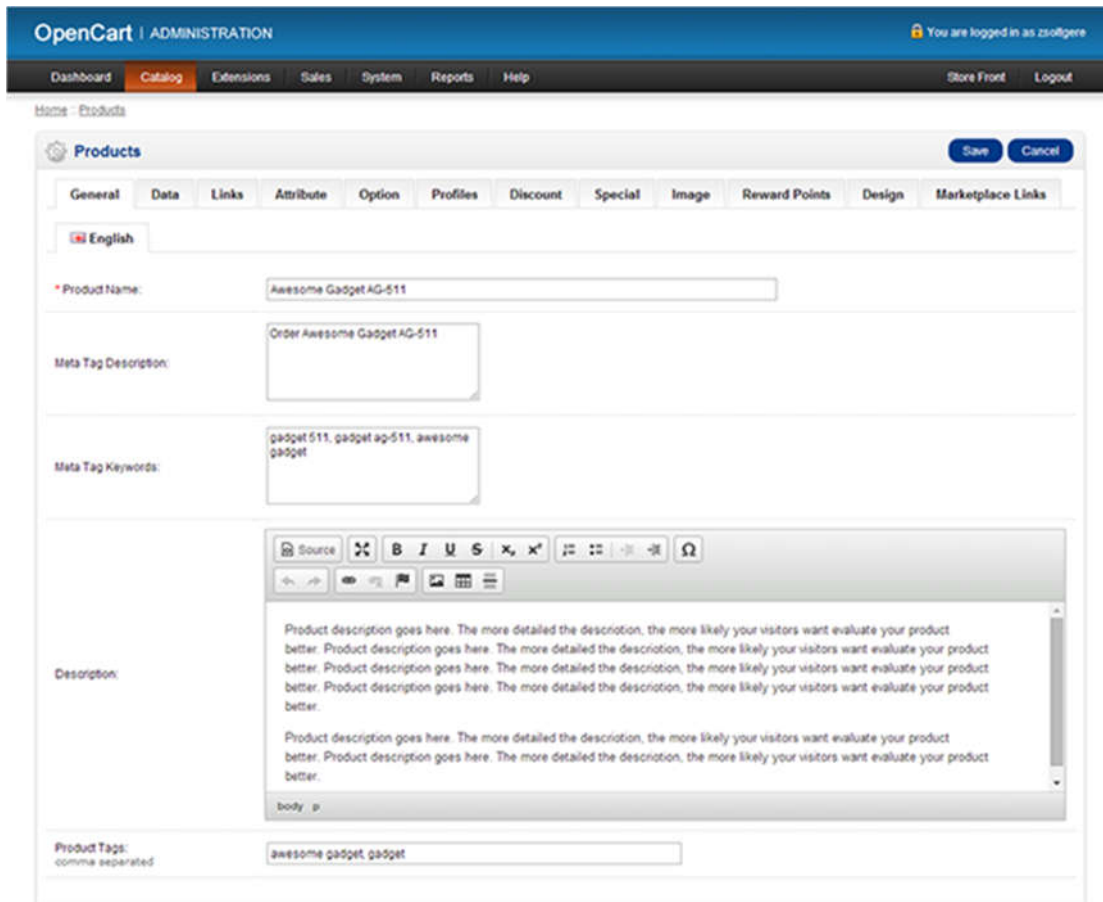 OpenCart | ADMINISTRATION
You are logged in as zsoltgere
Dashboard Catalog Extensions Sales System Reports Help Store Front Logout
Home :: Products
Products Save Cancel
General Data Links Attribute Option Profiles Discount Special Image Reward Points Design Marketplace Links
English
* Product Name: Awesome Gadget AG-511
Meta Tag Description: Order Awesome Gadget AG-511
Meta Tag Keywords: gadget 511, gadget ag-511, awesome
gadget
Source B I U S x₂ x² Ω
Description:
Product description goes here. The more detailed the descriotion, the more likely your visitors want evaluate your product
better. Product description goes here. The more detailed the descriotion, the more likely your visitors want evaluate your product
better. Product description goes here. The more detailed the descriotion, the more likely your visitors want evaluate your product
better. Product description goes here. The more detailed the descriotion, the more likely your visitors want evaluate your product
better.
Product description goes here. The more detailed the descriotion, the more likely your visitors want evaluate your product
better. Product description goes here. The more detailed the descriotion, the more likely your visitors want evaluate your product
better.
body p
Product Tags: awesome gadget, gadget
comma separated